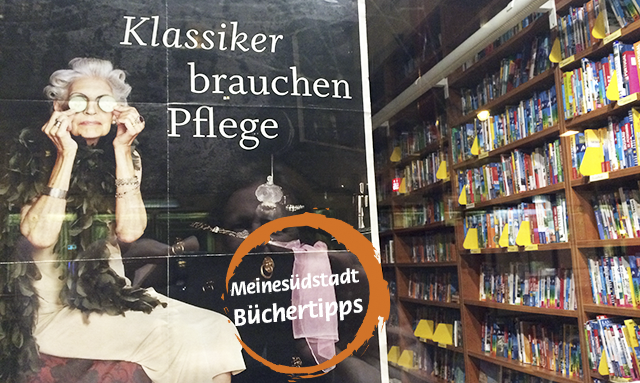 Klassiker
brauchen
Pflege
Meinesüdstadt
Büchertipps